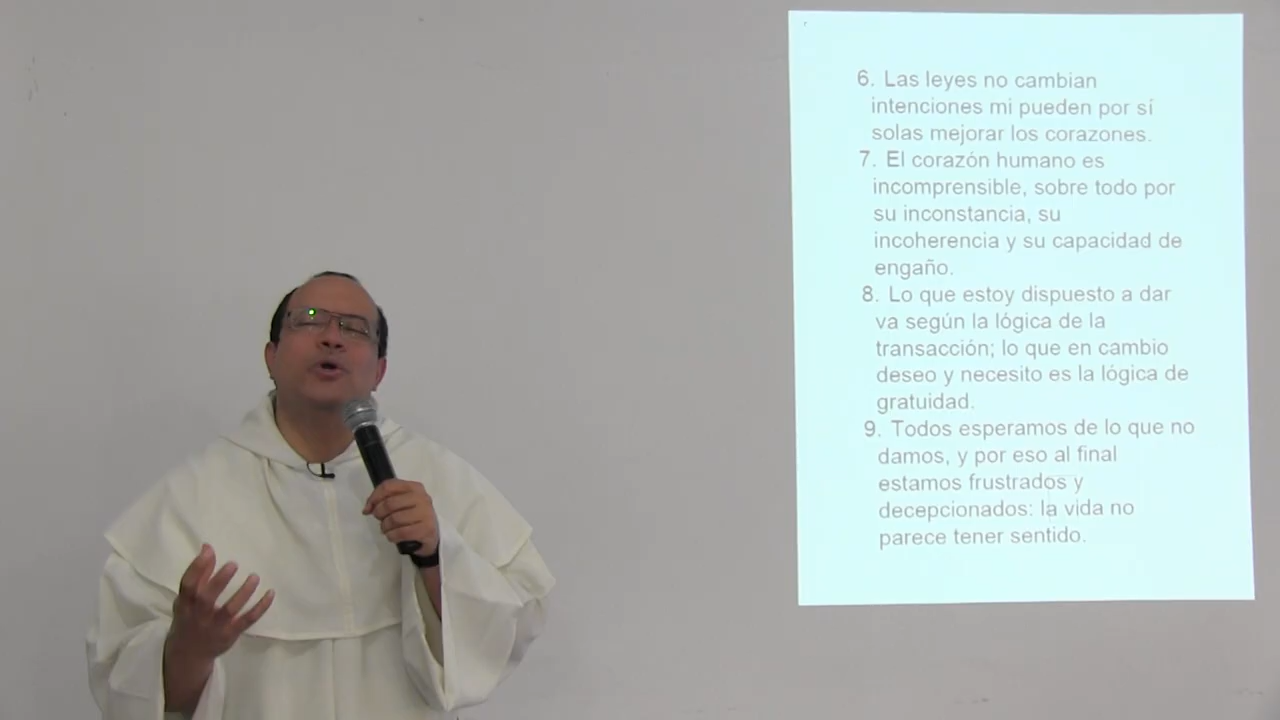 6. Las leyes no cambian
intenciones mi pueden por sí
solas mejorar los corazones.
7. El corazón humano es
incomprensible, sobre todo por
su inconstancia, su
incoherencia y su capacidad de
engaño.
8. Lo que estoy dispuesto a dar
va según la lógica de la
transacción; lo que en cambio
deseo y necesito es la lógica de
gratuidad.
9. Todos esperamos de lo que no
damos, y por eso al final
estamos frustrados y
decepcionados: la vida no
parece tener sentido.